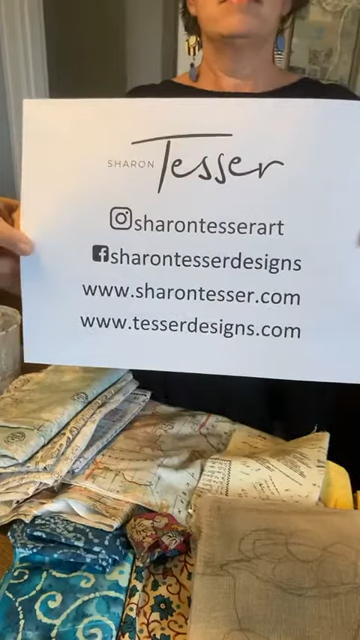 SHARON Tesser
sharontesserart
sharontesserdesigns
www.sharontesser.com
www.tesserdesigns.com